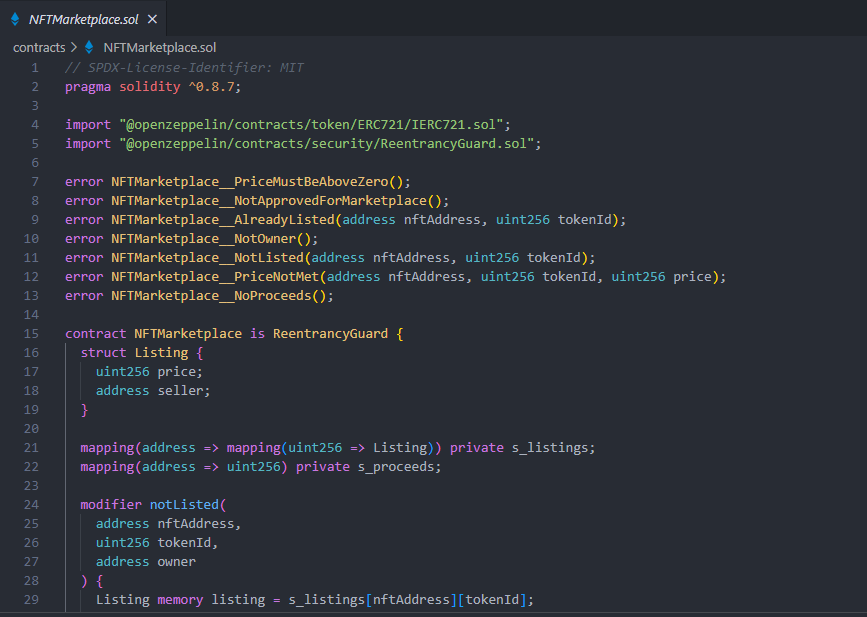 NFTMarketplace.sol ×
contracts > NFTMarketplace.sol
1 // SPDX-License-Identifier: MIT
2 pragma solidity ^0.8.7;
3
4 import "@openzeppelin/contracts/token/ERC721/IERC721.sol";
5 import "@openzeppelin/contracts/security/ReentrancyGuard.sol";
6
7 error NFTMarketplace__PriceMustBeAboveZero();
8 error NFTMarketplace__NotApprovedForMarketplace();
9 error NFTMarketplace__AlreadyListed(address nftAddress, uint256 tokenId);
10 error NFTMarketplace__NotOwner();
11 error NFTMarketplace__NotListed(address nftAddress, uint256 tokenId);
12 error NFTMarketplace__PriceNotMet(address nftAddress, uint256 tokenId, uint256 price);
13 error NFTMarketplace__NoProceeds();
14
15 contract NFTMarketplace is ReentrancyGuard {
16   struct Listing {
17     uint256 price;
18     address seller;
19   }
20
21   mapping(address => mapping(uint256 => Listing)) private s_listings;
22   mapping(address => uint256) private s_proceeds;
23
24   modifier notListed(
25     address nftAddress,
26     uint256 tokenId,
27     address owner
28   ) {
29     Listing memory listing = s_listings[nftAddress][tokenId];